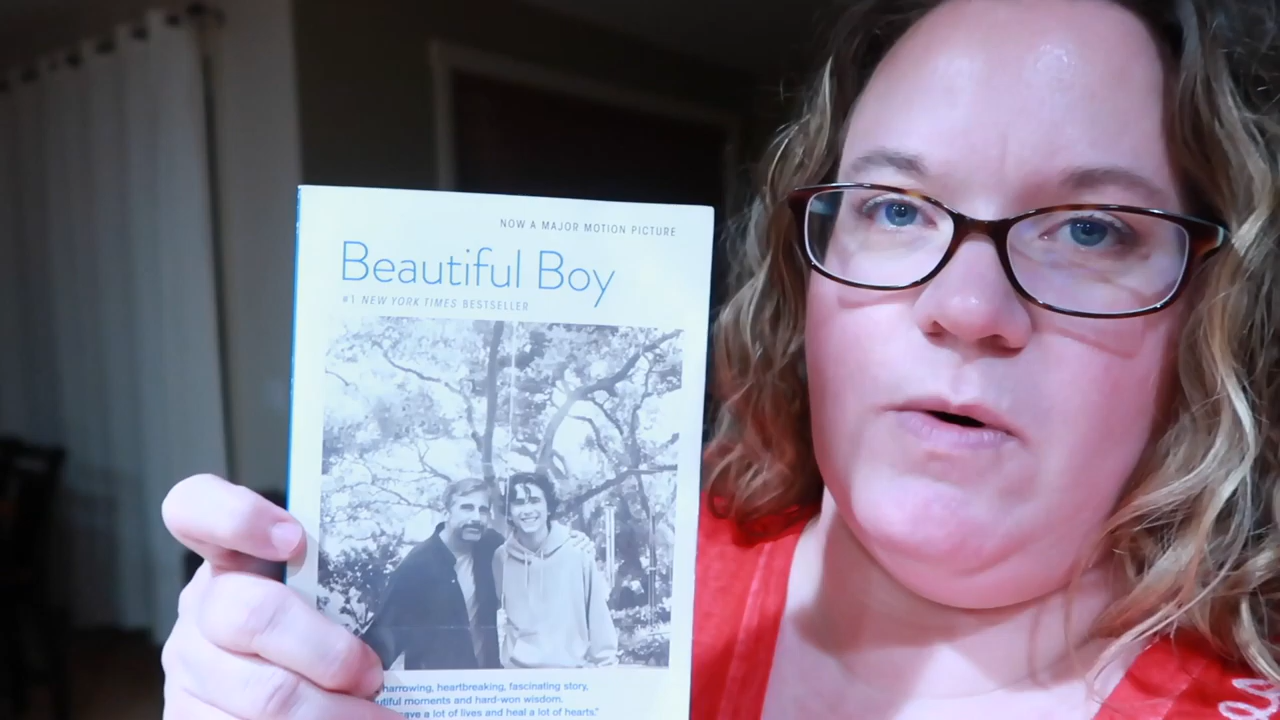 NOW A MAJOR MOTION PICTURE
Beautiful Boy
#1 NEW YORK TIMES BESTSELLER
harrowing, heartbreaking, fascinating story,
moments and hard-won wisdom.
a lot of lives and heal a lot of hearts."